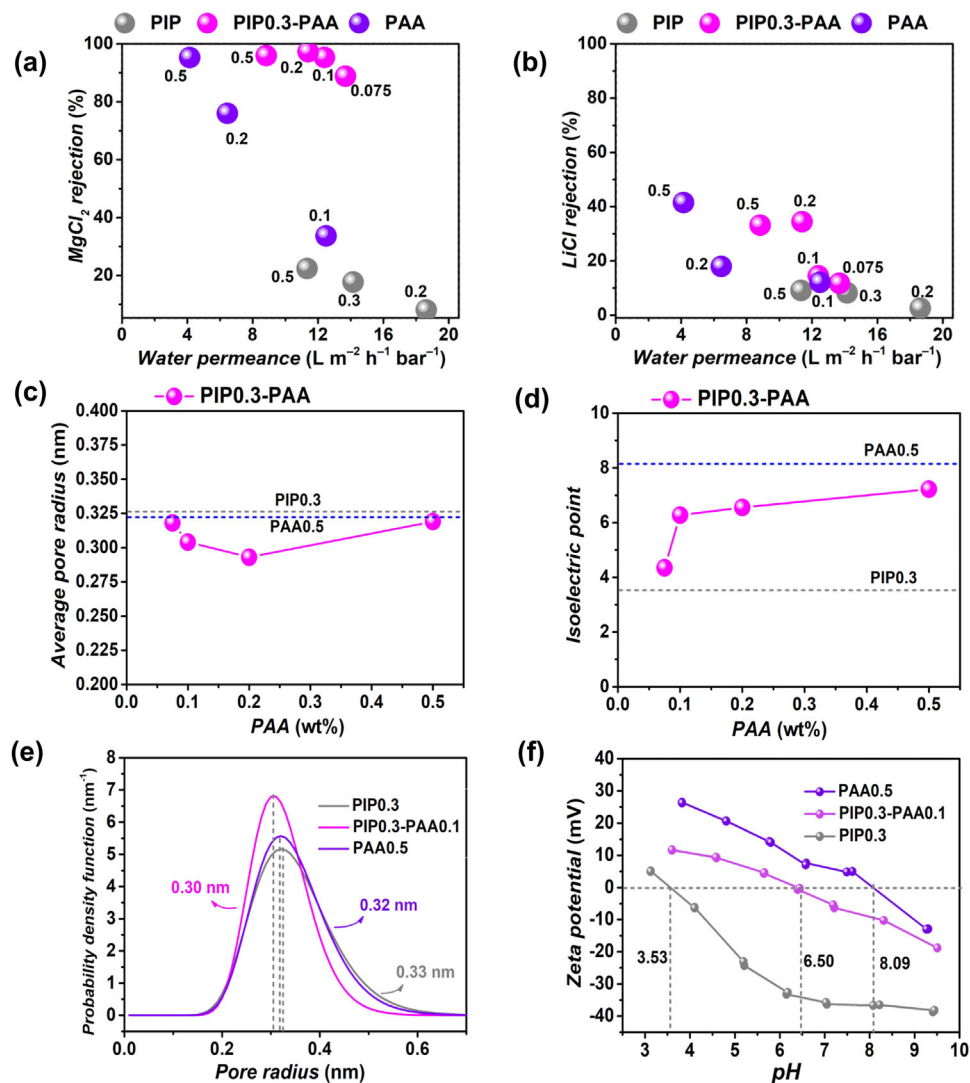 PIP PIP0.3-PAA PAA
(a)
MgCl2 rejection (%)
100
80
60
40
20
0.5
0.5
0.2
0.1
0.075
0.2
0.1
0.5
0.3
0.2
0 4 8 12 16 20
Water permeance (L m−2 h−1 bar−1)
PIP PIP0.3-PAA PAA
(b)
LiCl rejection (%)
100
80
60
40
20
0
0.5
0.5
0.2
0.2
0.1
0.075
0.5
0.1
0.3
0.2
0 4 8 12 16 20
Water permeance (L m−2 h−1 bar−1)
(c)
PIP0.3-PAA
Average pore radius (nm)
0.400
0.375
0.350
0.325
0.300
0.275
0.250
0.225
0.200
PIP0.3
PAA0.5
0.0 0.1 0.2 0.3 0.4 0.5
PAA (wt%)
(d)
PIP0.3-PAA
Isoelectric point
10
8
6
4
2
0
PAA0.5
PIP0.3
0.0 0.1 0.2 0.3 0.4 0.5
PAA (wt%)
(e)
Probability density function (nm-1)
8
7
6
5
4
3
2
1
0
PIP0.3
PIP0.3-PAA0.1
PAA0.5
0.30 nm
0.32 nm
0.33 nm
0.0 0.2 0.4 0.6
Pore radius (nm)
(f)
Zeta potential (mV)
40
30
20
10
0
-10
-20
-30
-40
PAA0.5
PIP0.3-PAA0.1
PIP0.3
3.53
6.50
8.09
3 4 5 6 7 8 9 10
pH